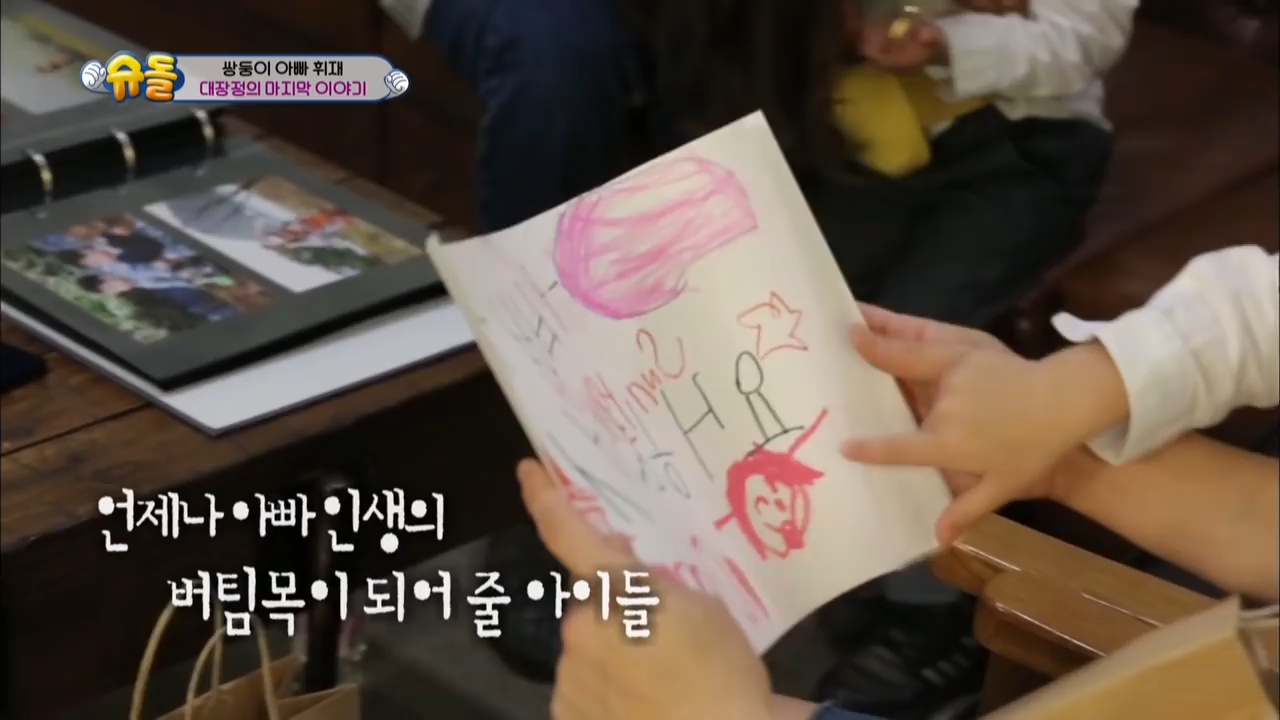 슈돌
쌍둥이 아빠 휘재
대장정의 마지막 이야기
언제나 아빠 인생의
버팀목이 되어 줄 아이들